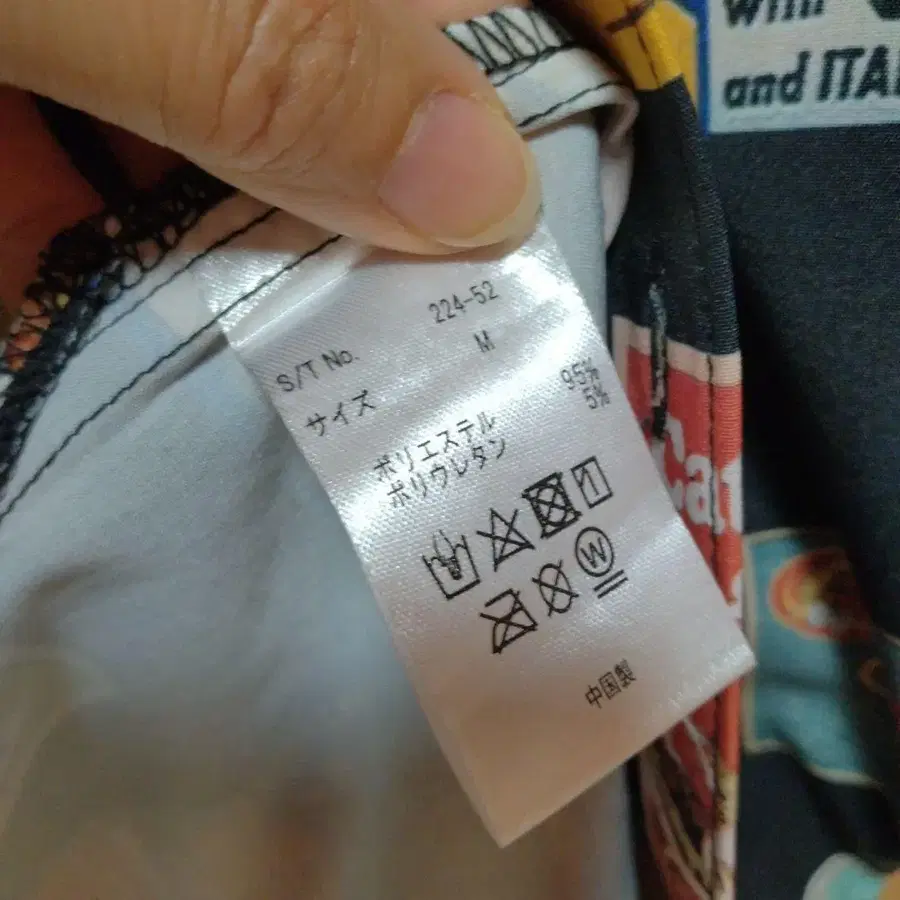 with
and ITA
S/T No. 224-52
サイズ M
ポリエステル 95%
ポリウレタン 5%
W
中国製
Car